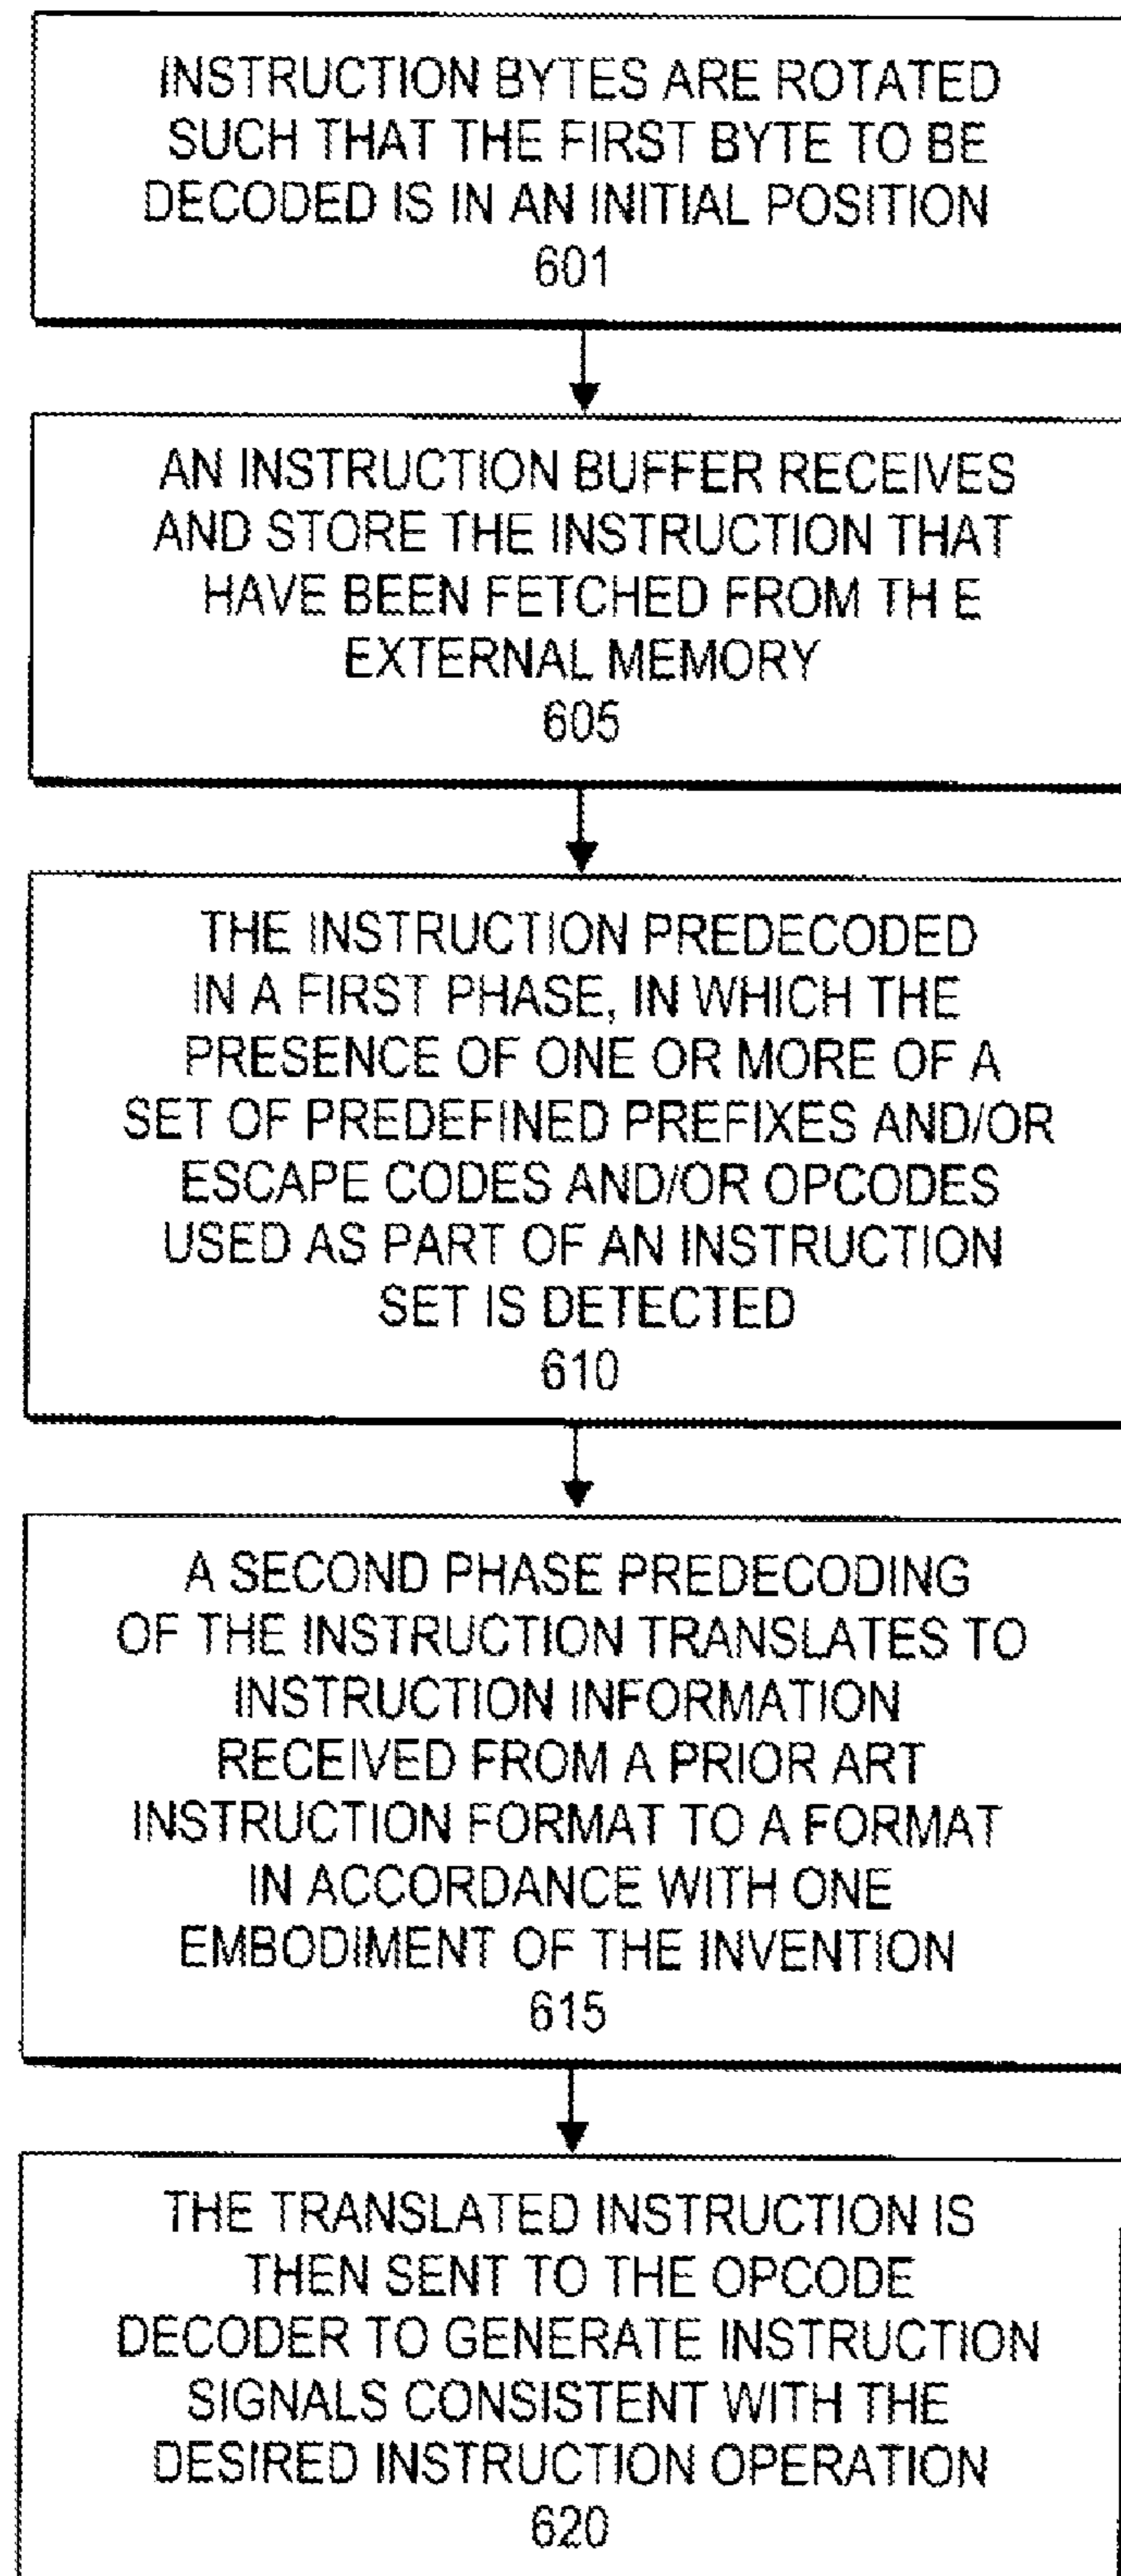 INSTRUCTION BYTES ARE ROTATED
SUCH THAT THE FIRST BYTE TO BE
DECODED IS IN AN INITIAL POSITION
601
AN INSTRUCTION BUFFER RECEIVES
AND STORE THE INSTRUCTION THAT
HAVE BEEN FETCHED FROM TH E
EXTERNAL MEMORY
605
THE INSTRUCTION PREDECODED
IN A FIRST PHASE, IN WHICH THE
PRESENCE OF ONE OR MORE OF A
SET OF PREDEFINED PREFIXES AND/OR
ESCAPE CODES AND/OR OPCODES
USED AS PART OF AN INSTRUCTION
SET IS DETECTED
610
A SECOND PHASE PREDECODING
OF THE INSTRUCTION TRANSLATES TO
INSTRUCTION INFORMATION
RECEIVED FROM A PRIOR ART
INSTRUCTION FORMAT TO A FORMAT
IN ACCORDANCE WITH ONE
EMBODIMENT OF THE INVENTION
615
THE TRANSLATED INSTRUCTION IS
THEN SENT TO THE OPCODE
DECODER TO GENERATE INSTRUCTION
SIGNALS CONSISTENT WITH THE
DESIRED INSTRUCTION OPERATION
620